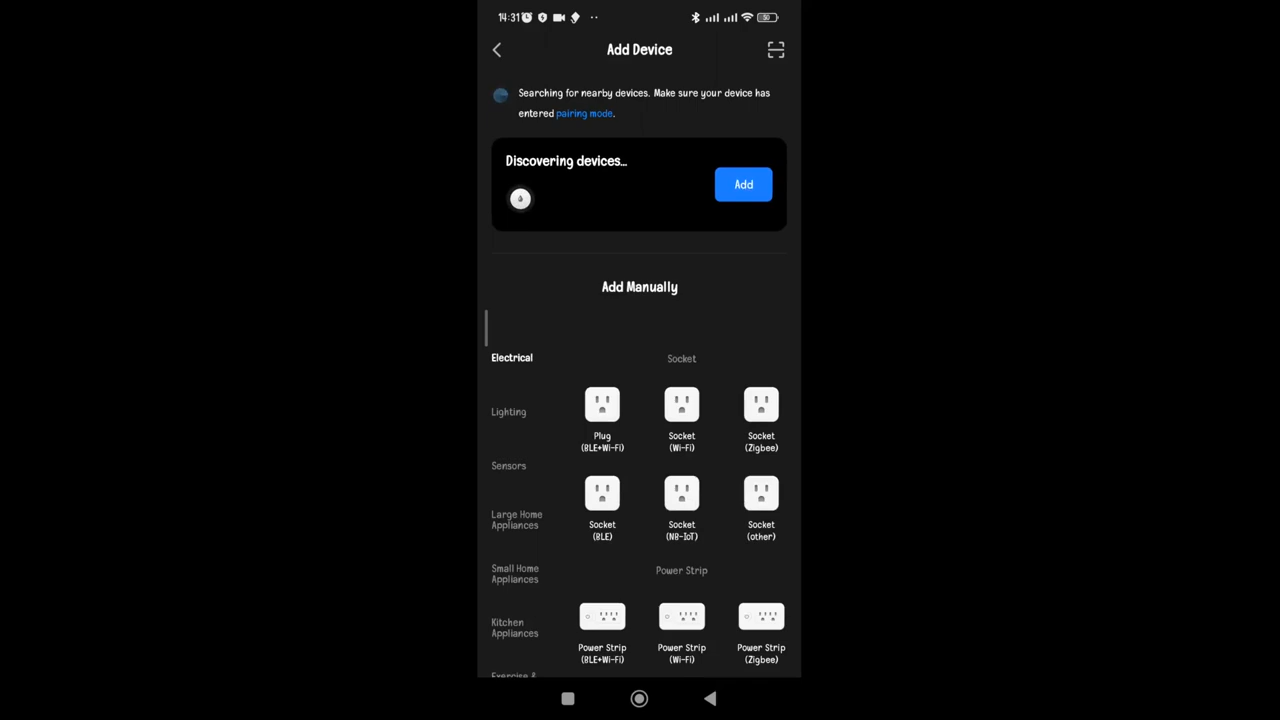 14:31
50
Add Device
Searching for nearby devices. Make sure your device has
entered pairing mode.
Discovering devices...
Add
Add Manually
Electrical
Socket
Lighting
Plug
(BLE+Wi-Fi)
Socket
(Wi-Fi)
Socket
(Zigbee)
Sensors
Large Home
Appliances
Socket
(BLE)
Socket
(NB-IoT)
Socket
(other)
Small Home
Appliances
Power Strip
Kitchen
Appliances
Power Strip
(BLE+Wi-Fi)
Power Strip
(Wi-Fi)
Power Strip
(Zigbee)
Exercise &